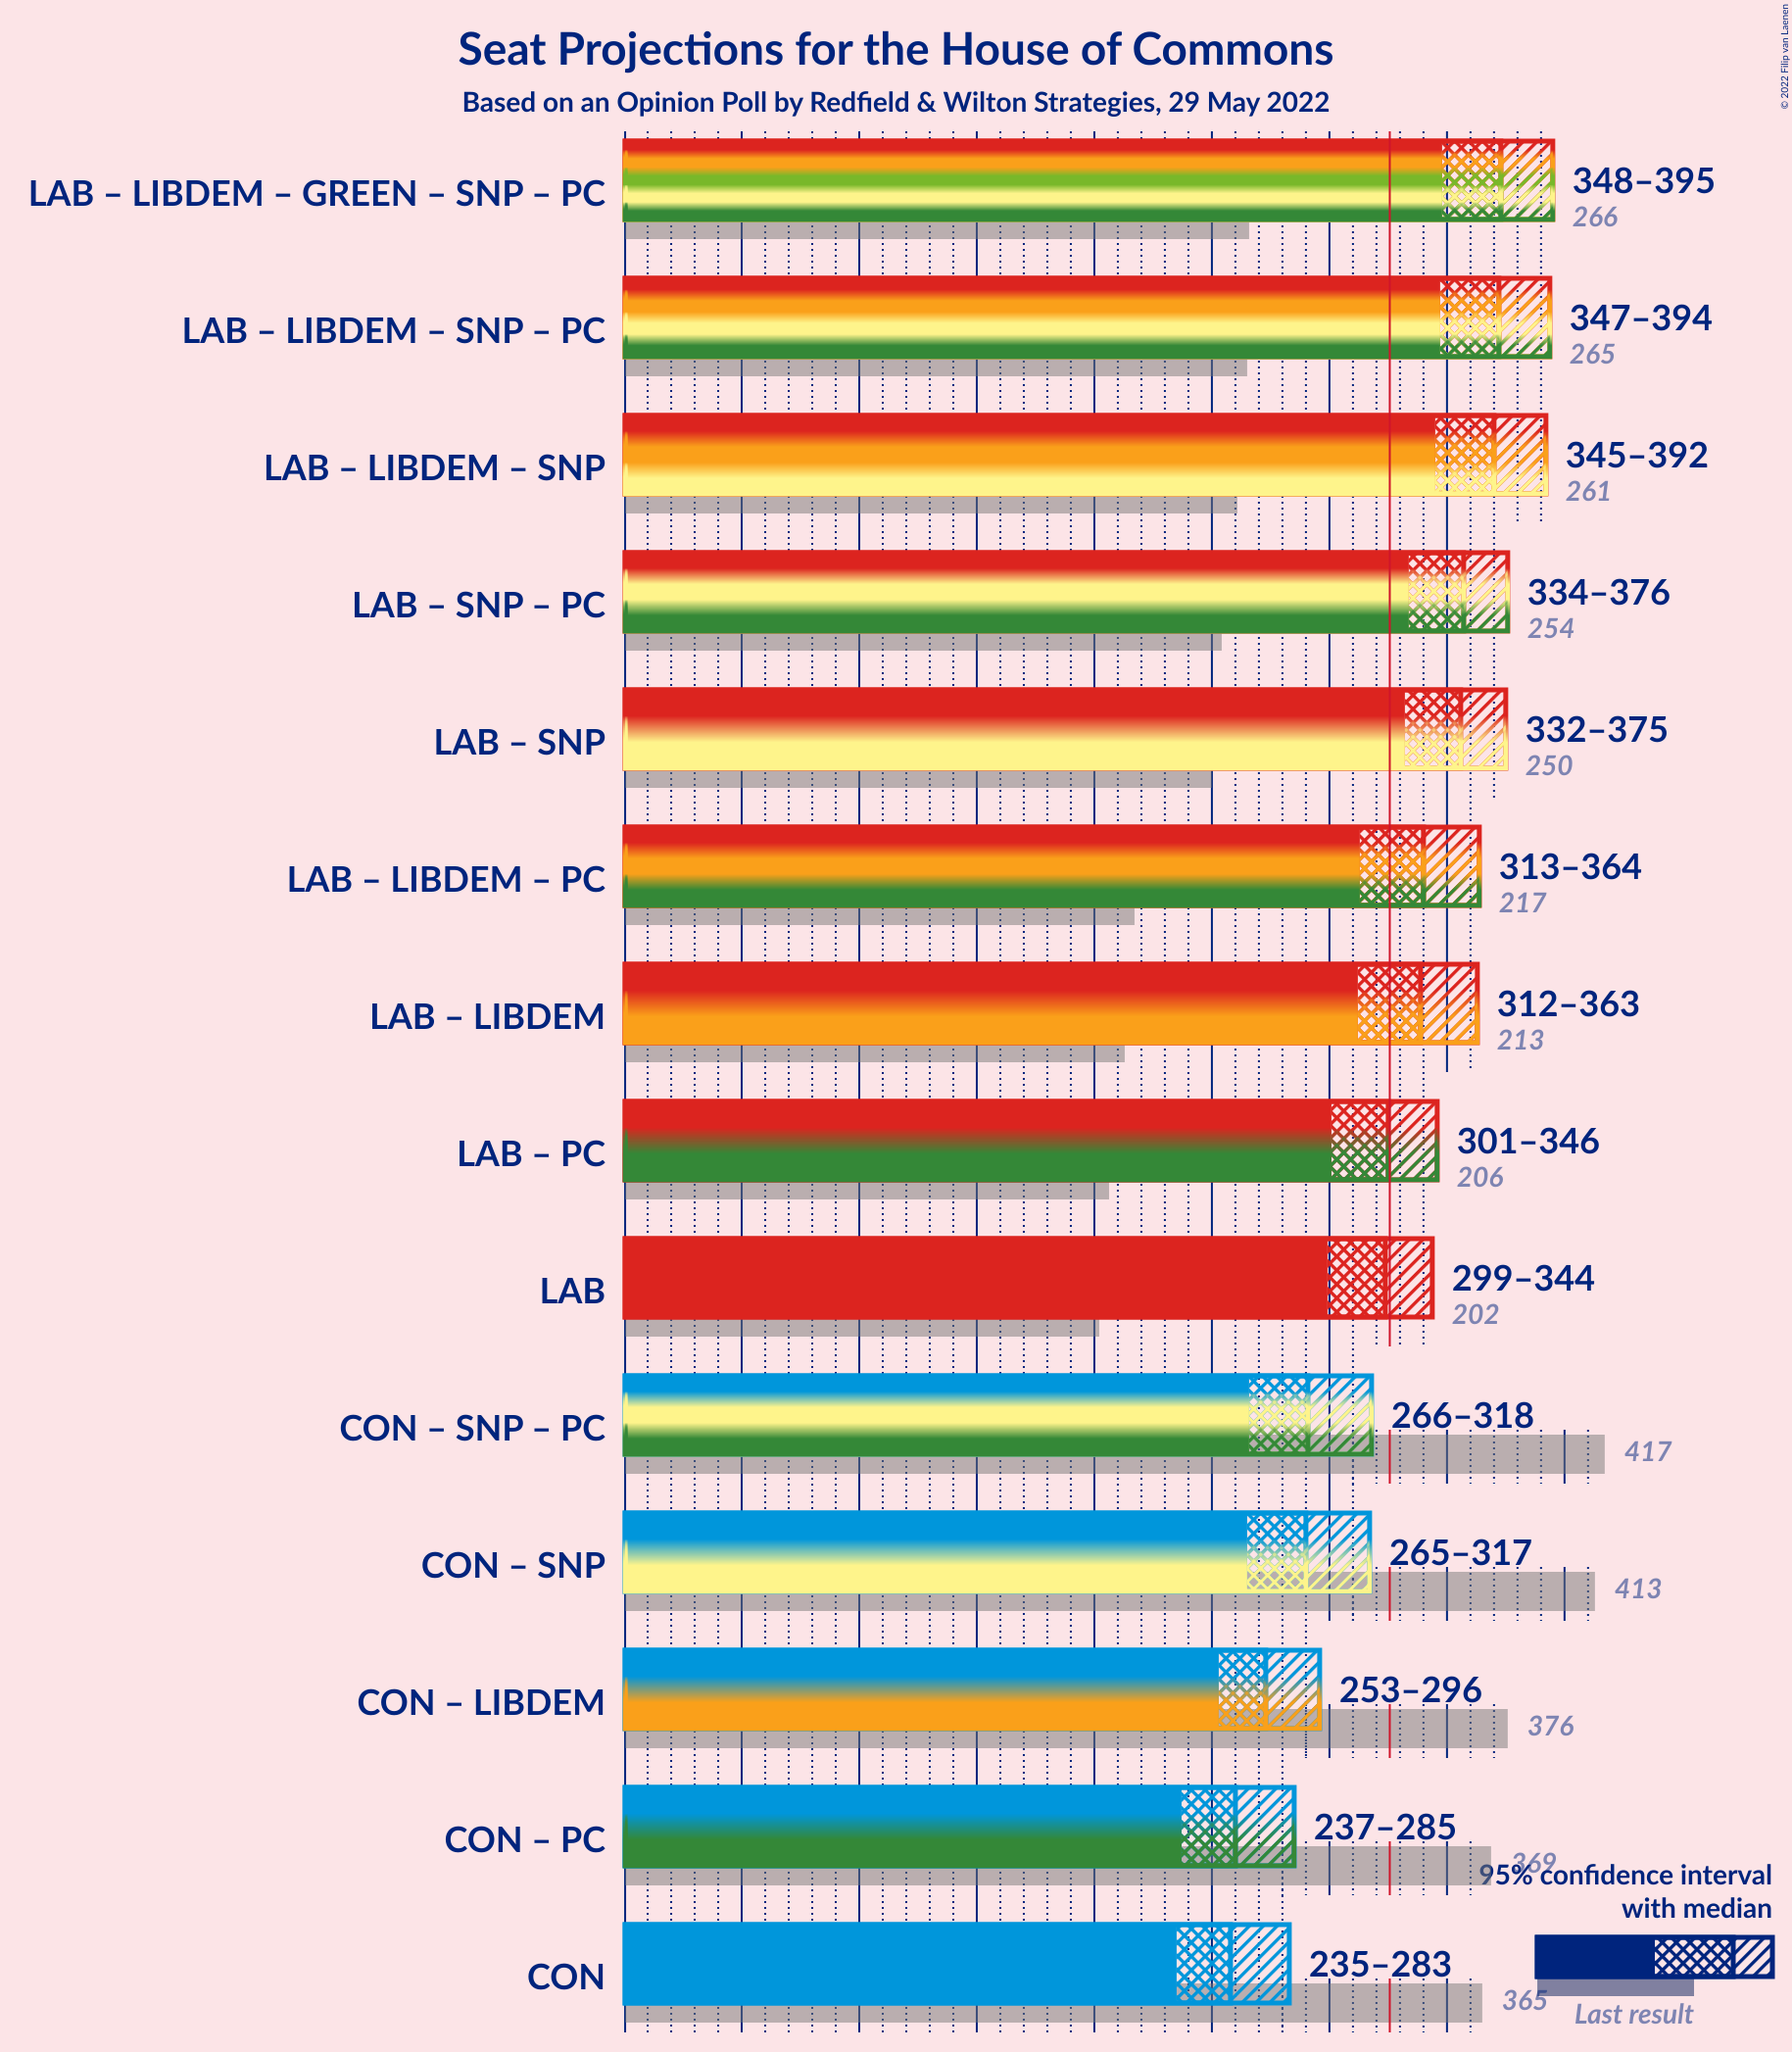 Seat Projections for the House of Commons
Based on an Opinion Poll by Redfield & Wilton Strategies, 29 May 2022
© 2022 Filip van Laenen
LAB – LIBDEM – GREEN – SNP – PC
348–395
266
LAB – LIBDEM – SNP – PC
347–394
265
LAB – LIBDEM – SNP
345–392
261
LAB – SNP – PC
334–376
254
LAB – SNP
332–375
250
LAB – LIBDEM – PC
313–364
217
LAB – LIBDEM
312–363
213
LAB – PC
301–346
206
LAB
299–344
202
CON – SNP – PC
266–318
417
CON – SNP
265–317
413
CON – LIBDEM
253–296
376
CON – PC
237–285
369
CON
235–283
365
95% confidence interval
with median
Last result